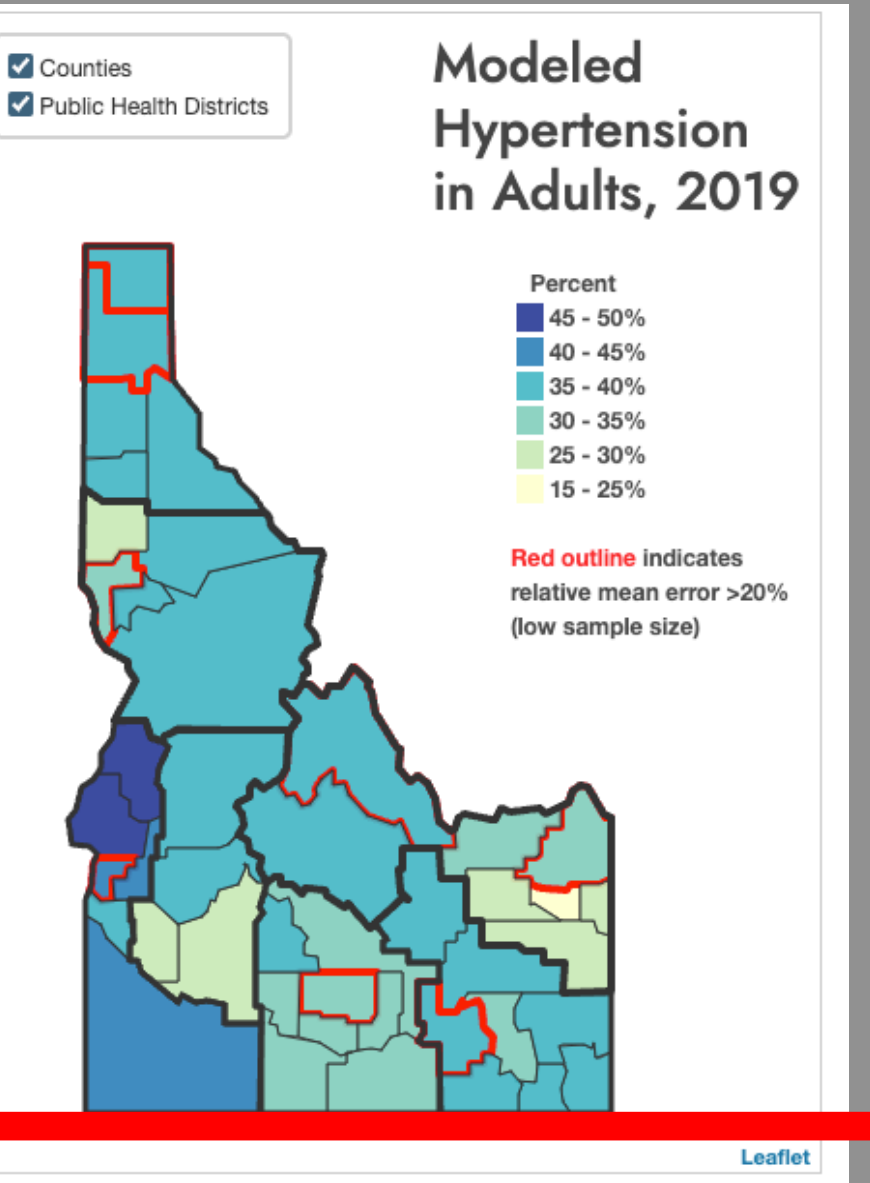 Counties
Public Health Districts
Modeled
Hypertension
in Adults, 2019
Percent
45 - 50%
40 - 45%
35 - 40%
30 - 35%
25 - 30%
15 - 25%
Red outline indicates
relative mean error >20%
(low sample size)
Leaflet